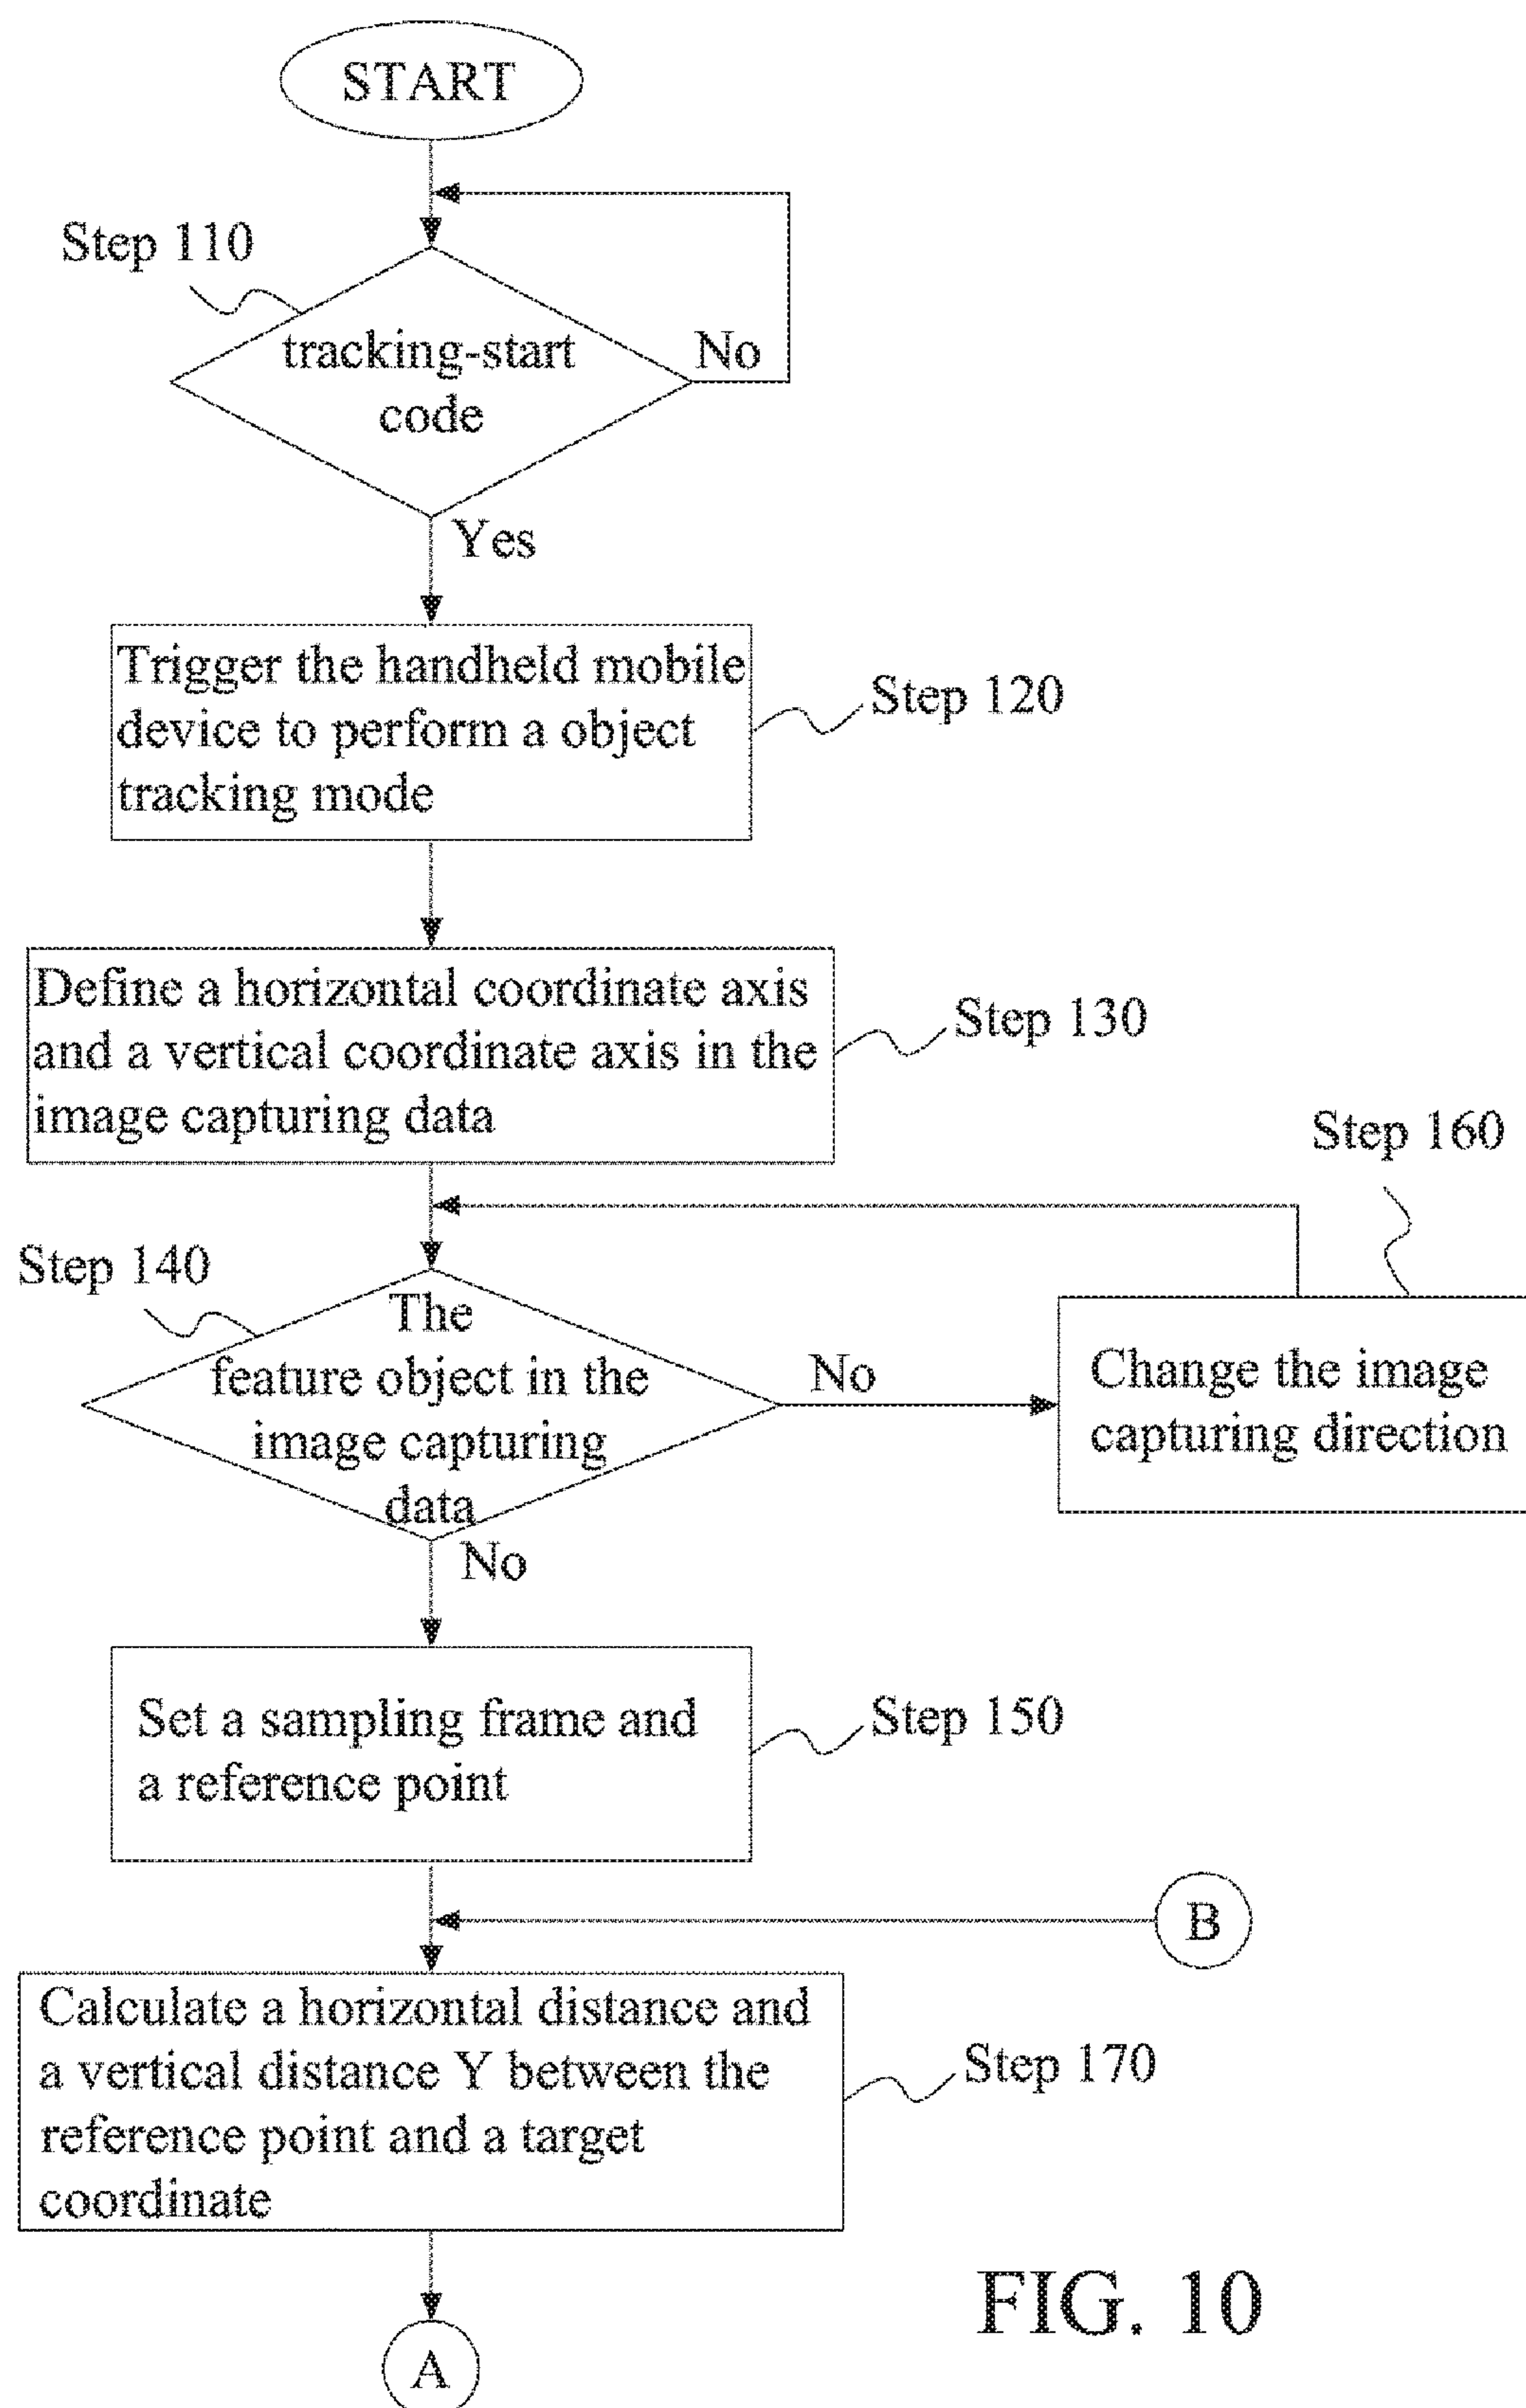 START
Step 110
tracking-start
code
No
Yes
Trigger the handheld mobile
device to perform a object
tracking mode
Step 120
Define a horizontal coordinate axis
and a vertical coordinate axis in the
image capturing data
Step 130
Step 160
Step 140
The
feature object in the
image capturing
data
No
Change the image
capturing direction
No
Set a sampling frame and
a reference point
Step 150
B
Calculate a horizontal distance and
a vertical distance Y between the
reference point and a target
coordinate
Step 170
FIG. 10
A